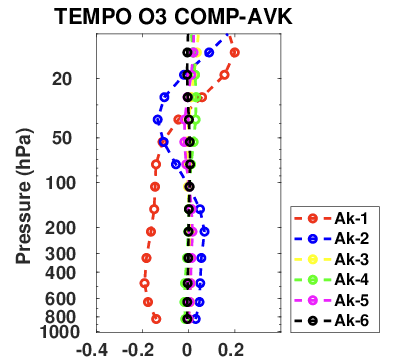 TEMPO O3 COMP-AVK
Pressure (hPa)
20
50
100
200
300
400
600
800
1000
-0.4 -0.2 0 0.2
Ak-1
Ak-2
Ak-3
Ak-4
Ak-5
Ak-6